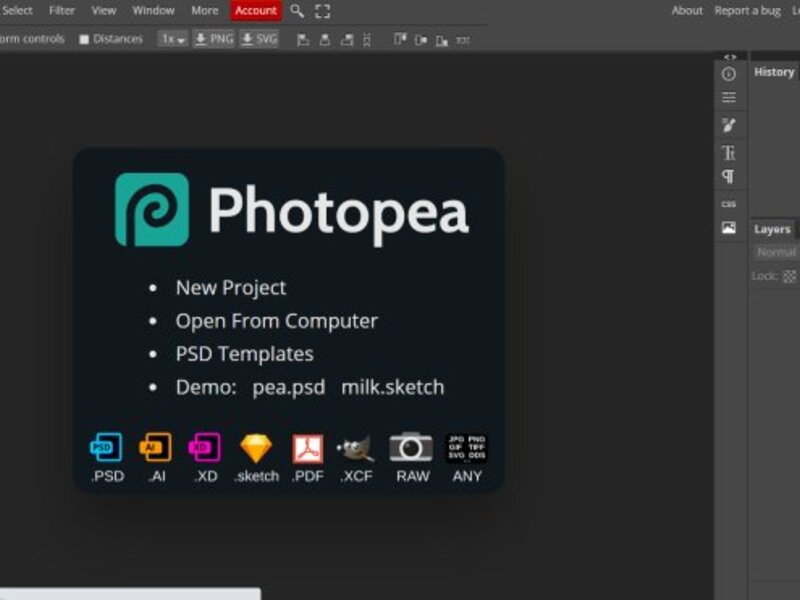 Select Filter View Window More Account About Report a bug
orm controls Distances 1x PNG SVG
History
CSS
Layers
Normal
Lock:
Photopea
New Project
Open From Computer
PSD Templates
Demo: pea.psd milk.sketch
PSD AI XD JPG PNG
GIF TIFF
SVG DDS
.PSD .AI .XD .sketch .PDF .XCF RAW ANY